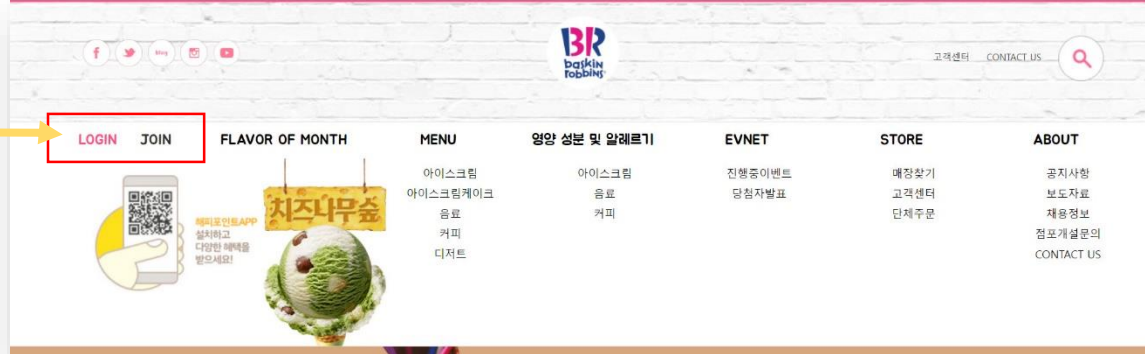 Blog
BR
baskin
robbins
고객센터 CONTACT US
LOGIN JOIN FLAVOR OF MONTH MENU 영양 성분 및 알레르기 EVNET STORE ABOUT
해피포인트APP
설치하고
다양한 혜택을
받으세요!
치즈나무숲
아이스크림
아이스크림케이크
음료
커피
디저트
아이스크림
음료
커피
진행중이벤트
당첨자발표
매장찾기
고객센터
단체주문
공지사항
보도자료
채용정보
점포개설문의
CONTACT US